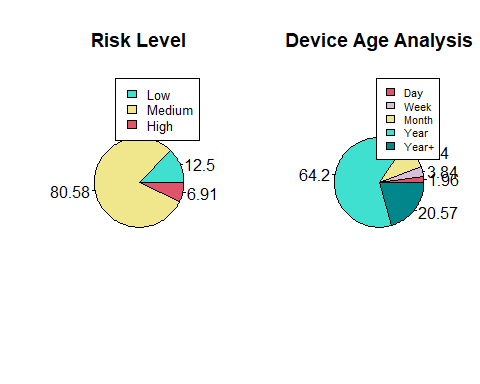 Risk Level
Low
Medium
High
12.5
80.58
6.91
Device Age Analysis
Day
Week
Month
Year
Year+
4
3.84
64.2
1.96
20.57